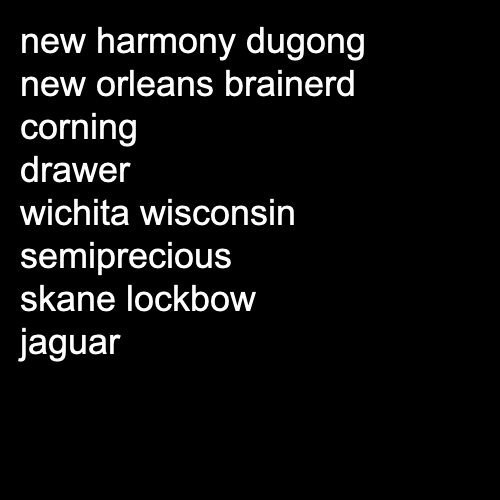 new harmony dugong
new orleans brainerd
corning
drawer
wichita wisconsin
semiprecious
skane lockbow
jaguar